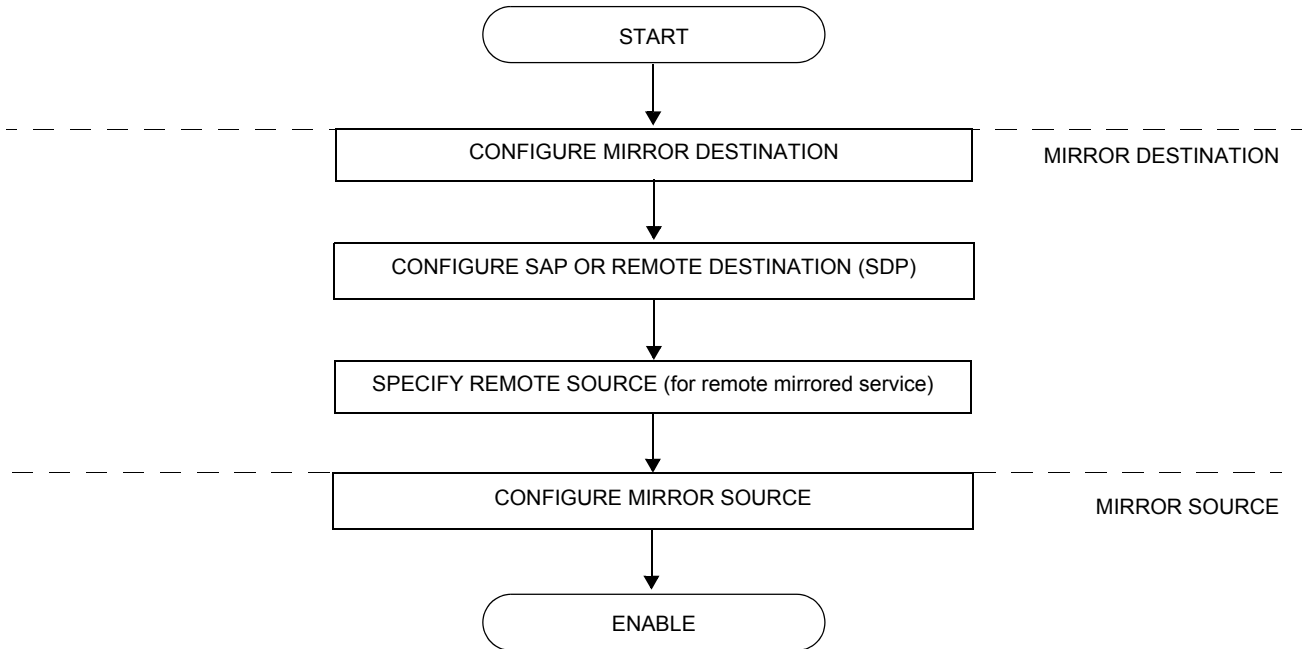 START
CONFIGURE MIRROR DESTINATION
MIRROR DESTINATION
CONFIGURE SAP OR REMOTE DESTINATION (SDP)
SPECIFY REMOTE SOURCE (for remote mirrored service)
CONFIGURE MIRROR SOURCE
MIRROR SOURCE
ENABLE